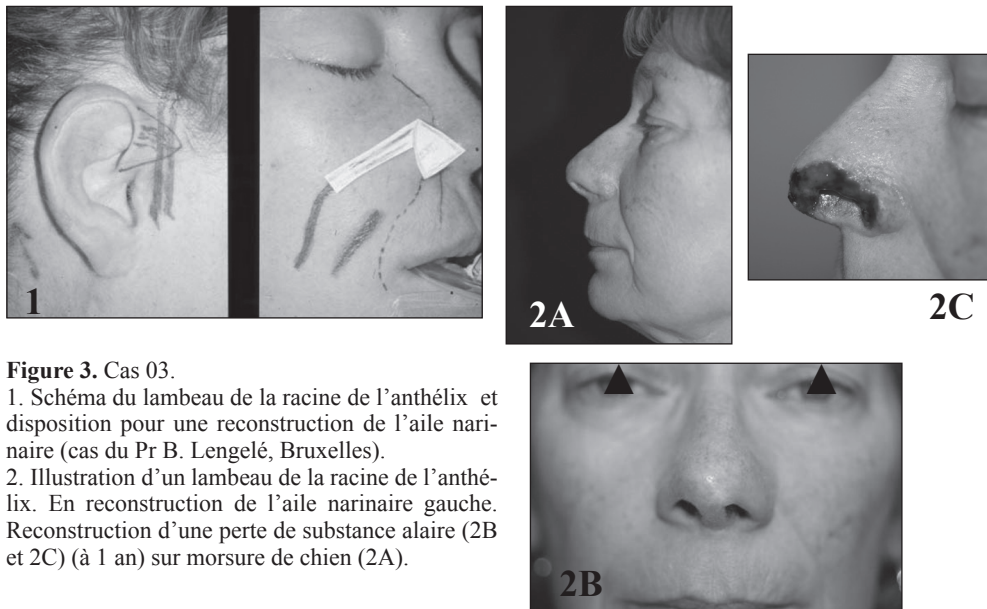 1
2A
2C
2B
Figure 3. Cas 03.
1. Schéma du lambeau de la racine de l’anthélix et
disposition pour une reconstruction de l’aile nari-
naire (cas du Pr B. Lengelé, Bruxelles).
2. Illustration d’un lambeau de la racine de l’anthé-
lix. En reconstruction de l’aile narinaire gauche.
Reconstruction d’une perte de substance alaire (2B
et 2C) (à 1 an) sur morsure de chien (2A).